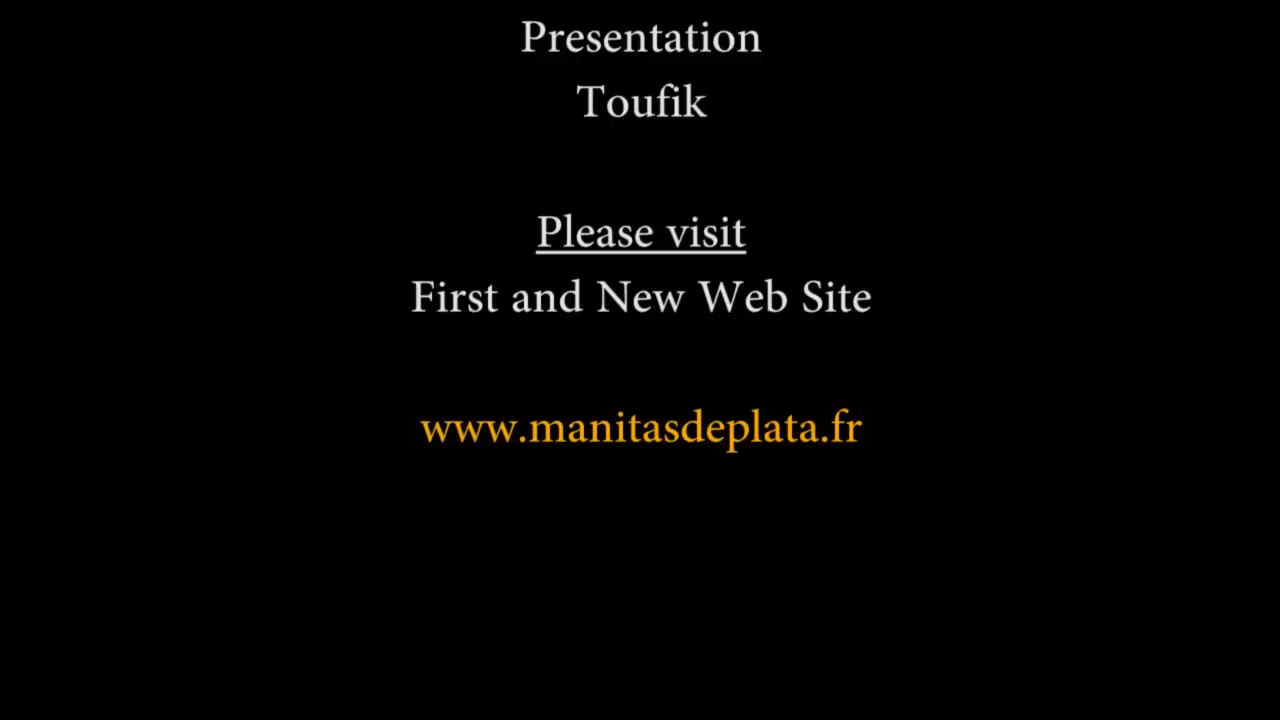 Presentation
Toufik
Please visit
First and New Web Site
www.manitasdeplata.fr